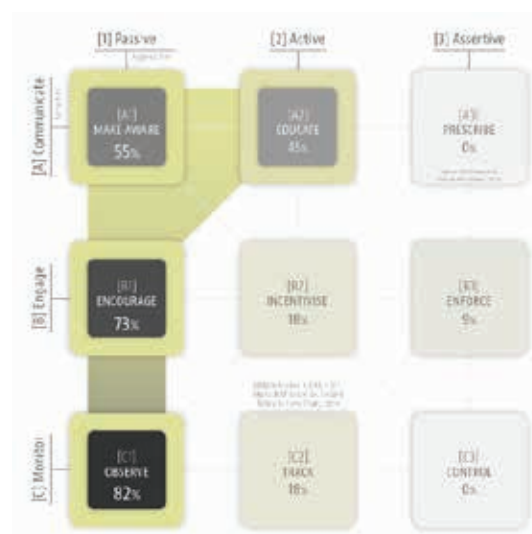 [1] Passive
[2] Active
[3] Assertive
[A] Communicate
[A1]
MAKE AWARE
55%
[A2]
EDUCATE
45%
[A3]
PRESCRIBE
0%
[B] Engage
[B1]
ENCOURAGE
73%
[B2]
INCENTIVISE
18%
[B3]
ENFORCE
9%
[C] Monitor
[C1]
OBSERVE
82%
[C2]
TRACK
18%
[C3]
CONTROL
0%